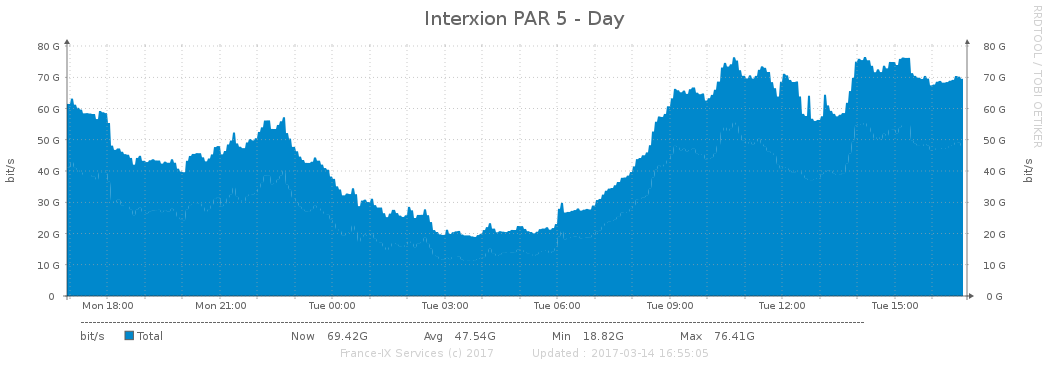 Interxion PAR 5 - Day
RRDTOOL / TOBI OETIKER
80 G 80 G
70 G 70 G
60 G 60 G
50 G 50 G
40 G 40 G
30 G 30 G
20 G 20 G
10 G 10 G
0 0 G
bit/s
bit/s
Mon 18:00 Mon 21:00 Tue 00:00 Tue 03:00 Tue 06:00 Tue 09:00 Tue 12:00 Tue 15:00
bit/s Total Now 69.42G Avg 47.54G Min 18.82G Max 76.41G
France-IX Services (c) 2017 Updated : 2017-03-14 16:55:05